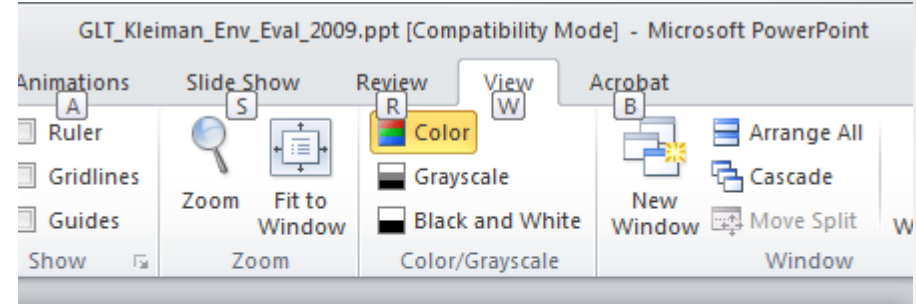 GLT_Kleiman_Env_Eval_2009.ppt [Compatibility Mode] - Microsoft PowerPoint
Animations Slide Show Review View Acrobat
A S R W B
Ruler Color Arrange All
Gridlines Grayscale Cascade
Zoom Fit to Window New Window
Guides Black and White Move Split W
Show Zoom Color/Grayscale Window